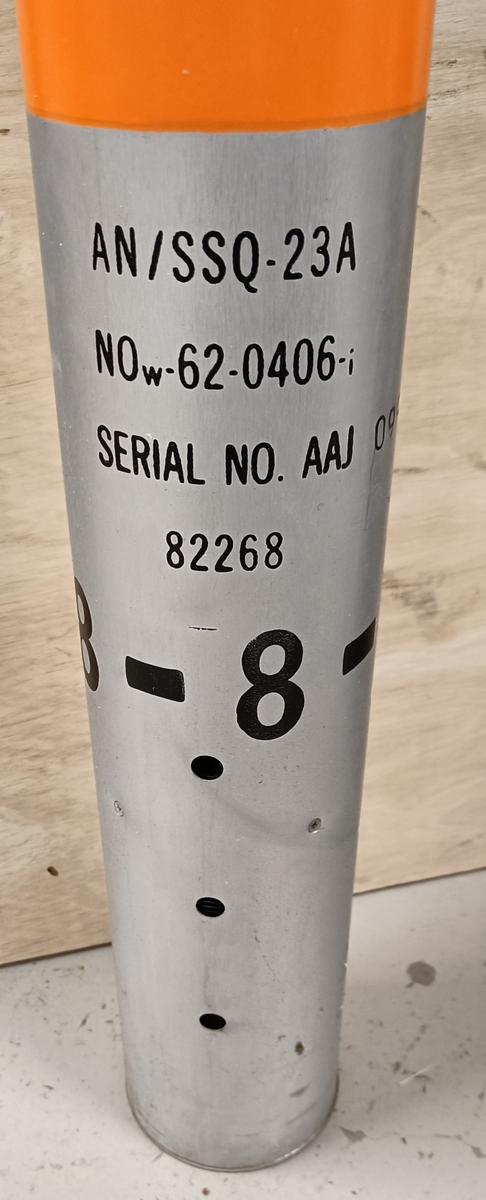 AN/SSQ-23A
NOw-62-0406-i
SERIAL NO. AAJ
82268
8 - 8 -